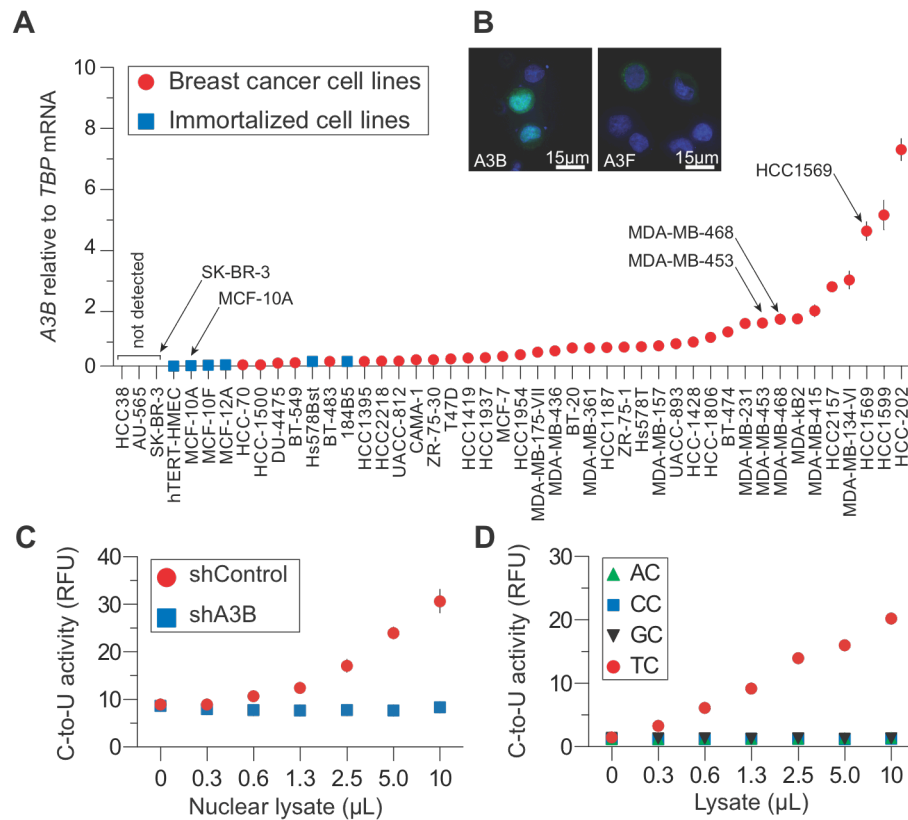 A
B
A3B relative to TBP mRNA
10
8
6
4
2
0
Breast cancer cell lines
Immortalized cell lines
A3B
15µm
A3F
15µm
HCC1569
MDA-MB-468
MDA-MB-453
SK-BR-3
MCF-10A
not detected
HCC38
AU-565
SK-BR-3
hTERT-HMEC
MCF-10A
MCF-10F
MCF-12A
HCC-70
HCC-1500
DU-4475
BT-549
Hs578Bst
BT-483
184B5
HCC1395
HCC2218
UACC-812
CAMA-1
ZR-75-30
T47D
HCC1419
HCC1937
MCF-7
HCC1954
MDA-MB-175-VII
MDA-MB-436
BT-20
MDA-MB-361
HCC1187
ZR-75-1
Hs578T
MDA-MB-157
UACC-893
HCC-1428
HCC-1806
BT-474
MDA-MB-231
MDA-MB-453
MDA-MB-468
MDA-kB2
MDA-MB-415
HCC2157
MDA-MB-134-VI
HCC1569
HCC1599
HCC-202
C
C-to-U activity (RFU)
40
30
20
10
0
shControl
shA3B
0 0.3 0.6 1.3 2.5 5.0 10
Nuclear lysate (µL)
D
C-to-U activity (RFU)
30
20
10
0
AC
CC
GC
TC
0 0.3 0.6 1.3 2.5 5.0 10
Lysate (µL)